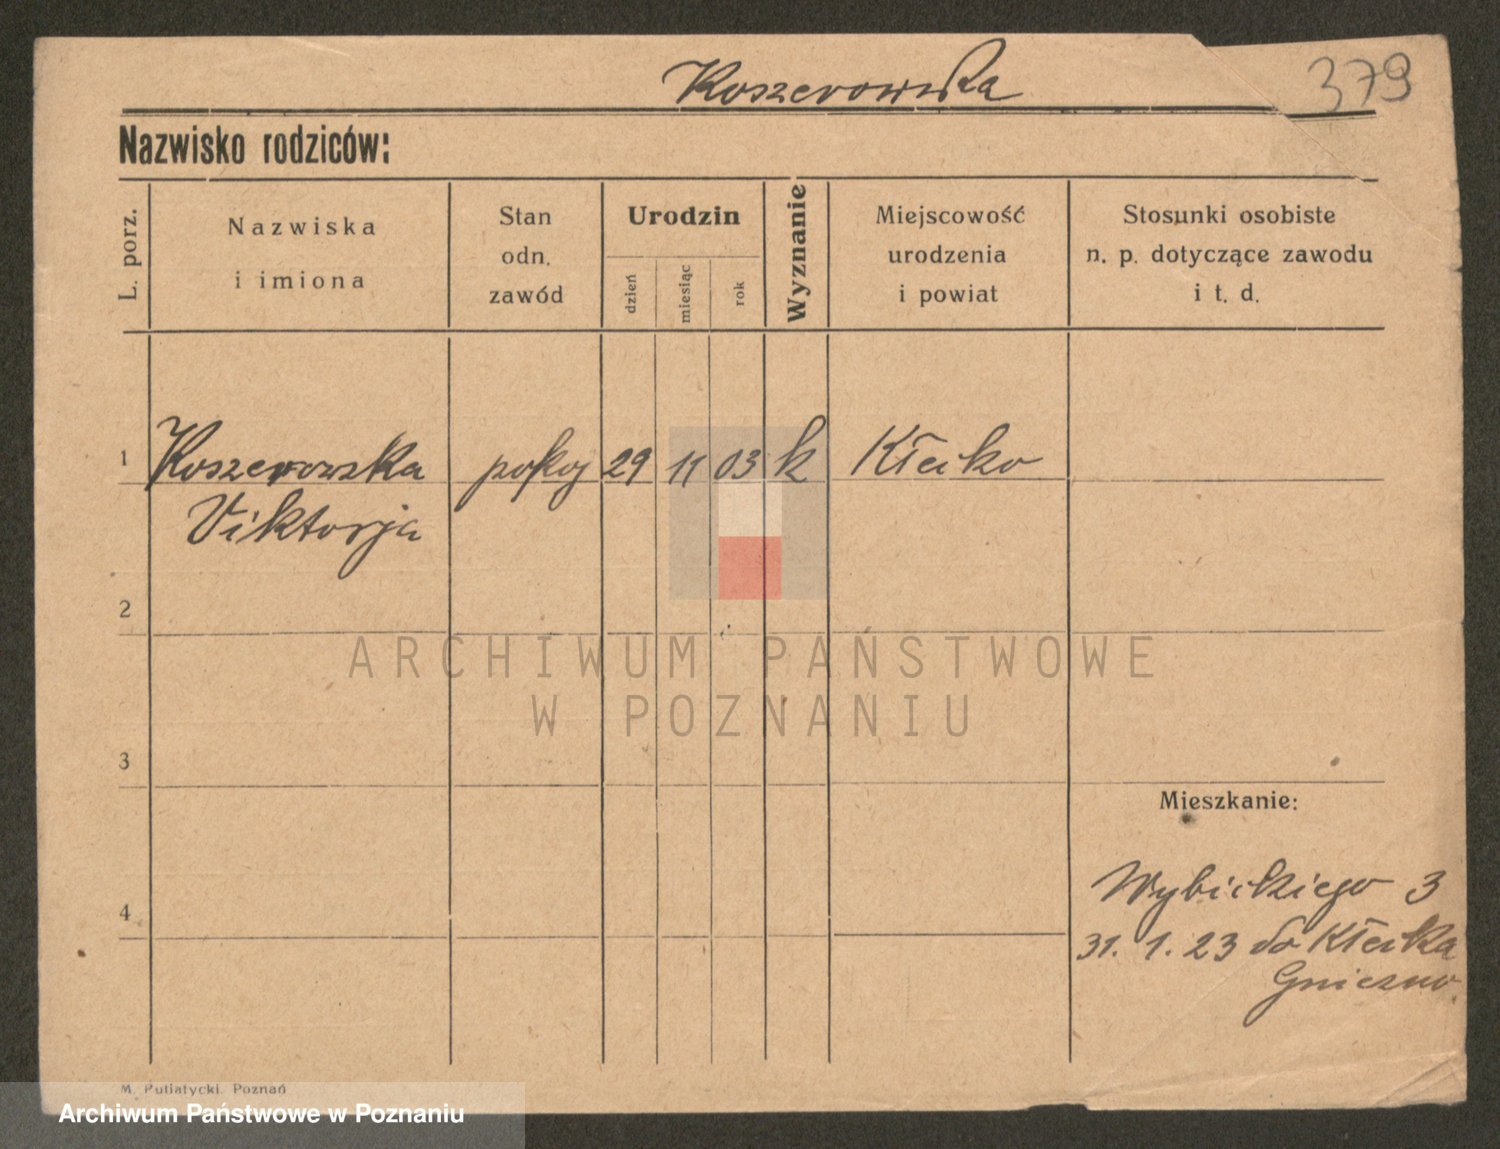 Koszerowska
379
Nazwisko rodziców:
L. porz.
Nazwiska
i imiona
Stan
odn.
zawód
Urodzin
dzień
miesiąc
rok
Wyznanie
Miejscowość
urodzenia
i powiat
Stosunki osobiste
n. p. dotyczące zawodu
i t. d.
1 Koszerowska pokoj 29 11 03 k Kłecko
Viktorja
2
ARCHIWUM PAŃSTWOWE
W POZNANIU
3
Mieszkanie:
4
Wybickiego 3
31. 1. 23 do Kłecka
Gniezno.
M. Putiatycki. Poznań
Archiwum Państwowe w Poznaniu